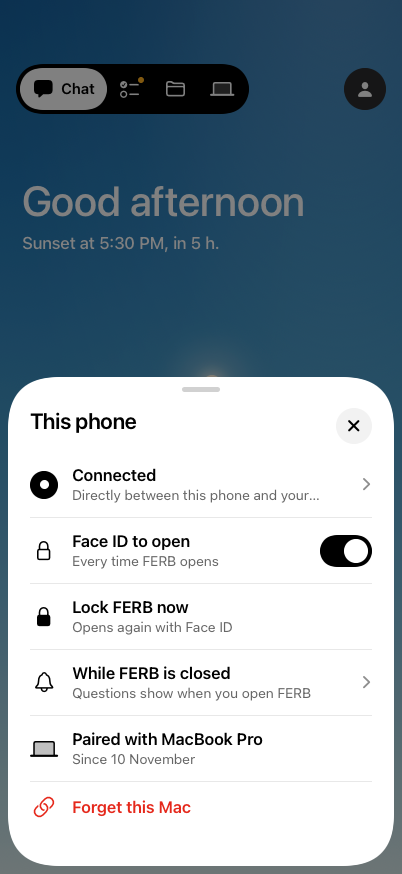 Chat
Good afternoon
Sunset at 5:30 PM, in 5 h.
This phone
Connected
Directly between this phone and your...
Face ID to open
Every time FERB opens
Lock FERB now
Opens again with Face ID
While FERB is closed
Questions show when you open FERB
Paired with MacBook Pro
Since 10 November
Forget this Mac